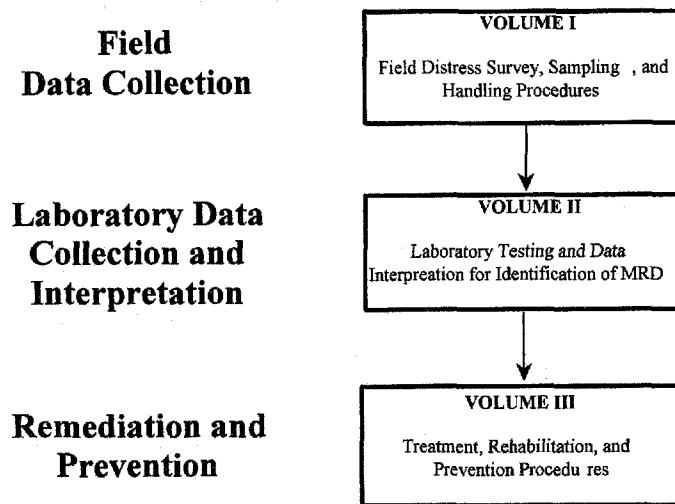 Field
Data Collection
VOLUME I
Field Distress Survey, Sampling , and
Handling Procedures
Laboratory Data
Collection and
Interpretation
VOLUME II
Laboratory Testing and Data
Interpreation for Identification of MRD
Remediation and
Prevention
VOLUME III
Treatment, Rehabilitation, and
Prevention Procedu res